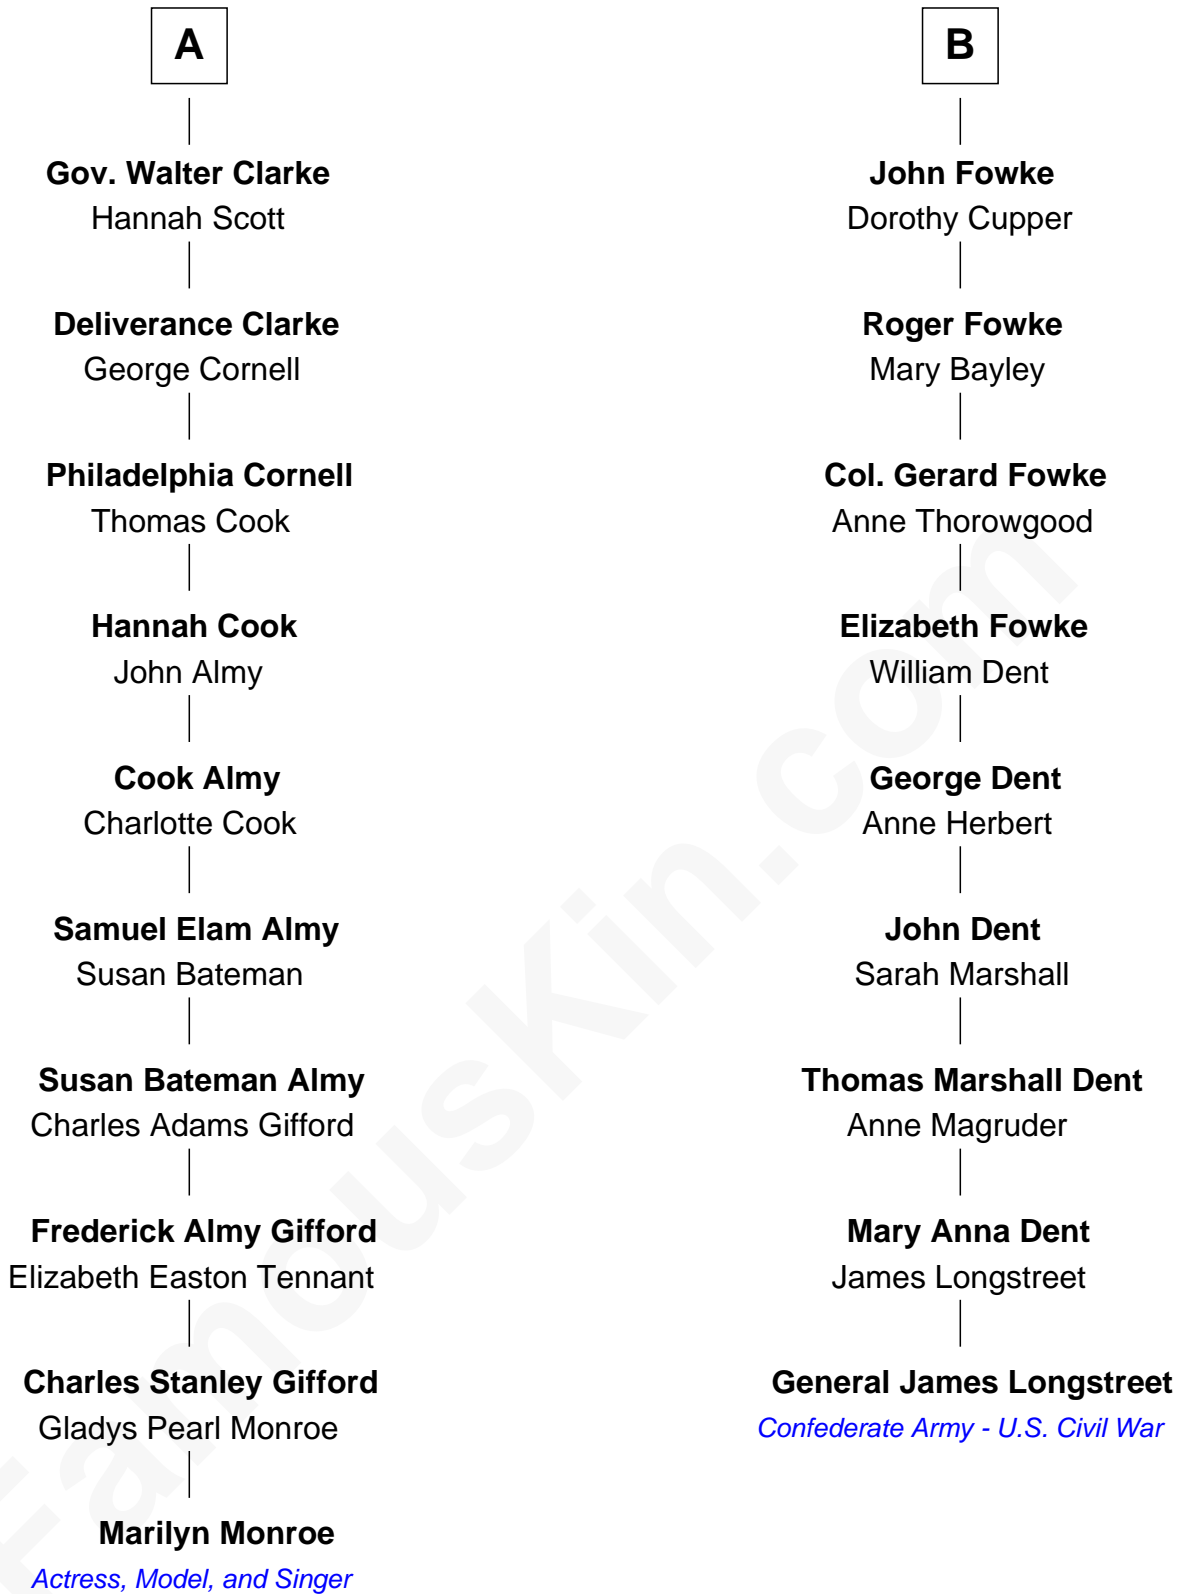 A
Gov. Walter Clarke
Hannah Scott
Deliverance Clarke
George Cornell
Philadelphia Cornell
Thomas Cook
Hannah Cook
John Almy
Cook Almy
Charlotte Cook
Samuel Elam Almy
Susan Bateman
Susan Bateman Almy
Charles Adams Gifford
Frederick Almy Gifford
Elizabeth Easton Tennant
Charles Stanley Gifford
Gladys Pearl Monroe
Marilyn Monroe
Actress, Model, and Singer
B
John Fowke
Dorothy Cupper
Roger Fowke
Mary Bayley
Col. Gerard Fowke
Anne Thorowgood
Elizabeth Fowke
William Dent
George Dent
Anne Herbert
John Dent
Sarah Marshall
Thomas Marshall Dent
Anne Magruder
Mary Anna Dent
James Longstreet
General James Longstreet
Confederate Army - U.S. Civil War
FamousKin.com